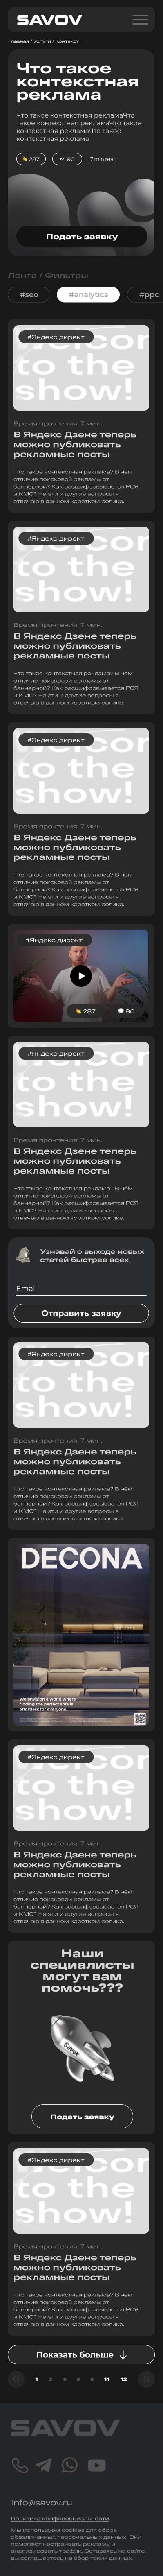 SAVOV
Главная / Услуги / Контекст
Что такое
контекстная
реклама
Что такое контекстная рекламаЧто
такое контекстная рекламаЧто такое
контекстная рекламаЧто такое
контекстная реклама
287 90 7 min read
Подать заявку
Лента / Фильтры
#seo #analytics #ppc
#Яндекс директ
to the
show!
Время прочтения: 7 мин.
В Яндекс Дзене теперь
можно публиковать
рекламные посты
Что такое контекстная реклама? В чём
отличие поисковой рекламы от
баннерной? Как расшифровывается РСЯ
и КМС? На эти и другие вопросы я
отвечаю в данном коротком ролике.
#Яндекс директ
to the
show!
Время прочтения: 7 мин.
В Яндекс Дзене теперь
можно публиковать
рекламные посты
Что такое контекстная реклама? В чём
отличие поисковой рекламы от
баннерной? Как расшифровывается РСЯ
и КМС? На эти и другие вопросы я
отвечаю в данном коротком ролике.
#Яндекс директ
to the
show!
Время прочтения: 7 мин.
В Яндекс Дзене теперь
можно публиковать
рекламные посты
Что такое контекстная реклама? В чём
отличие поисковой рекламы от
баннерной? Как расшифровывается РСЯ
и КМС? На эти и другие вопросы я
отвечаю в данном коротком ролике.
#Яндекс директ
287 90
#Яндекс директ
to the
show!
Время прочтения: 7 мин.
В Яндекс Дзене теперь
можно публиковать
рекламные посты
Что такое контекстная реклама? В чём
отличие поисковой рекламы от
баннерной? Как расшифровывается РСЯ
и КМС? На эти и другие вопросы я
отвечаю в данном коротком ролике.
Узнавай о выходе новых
статей быстрее всех
Email
Отправить заявку
#Яндекс директ
to the
show!
Время прочтения: 7 мин.
В Яндекс Дзене теперь
можно публиковать
рекламные посты
Что такое контекстная реклама? В чём
отличие поисковой рекламы от
баннерной? Как расшифровывается РСЯ
и КМС? На эти и другие вопросы я
отвечаю в данном коротком ролике.
DECONA
We envision a world where
Finding the perfect sofa is
effortless for everyone.
#Яндекс директ
to the
show!
Время прочтения: 7 мин.
В Яндекс Дзене теперь
можно публиковать
рекламные посты
Что такое контекстная реклама? В чём
отличие поисковой рекламы от
баннерной? Как расшифровывается РСЯ
и КМС? На эти и другие вопросы я
отвечаю в данном коротком ролике.
Наши
специалисты
могут вам
помочь???
SAVOV
Подать заявку
#Яндекс директ
to the
show!
Время прочтения: 7 мин.
В Яндекс Дзене теперь
можно публиковать
рекламные посты
Что такое контекстная реклама? В чём
отличие поисковой рекламы от
баннерной? Как расшифровывается РСЯ
и КМС? На эти и другие вопросы я
отвечаю в данном коротком ролике.
Показать больше
1 2 11 12
SAVOV
info@savov.ru
Политика конфиденциальности
Мы используем cookies для сбора
обезличенных персональных данных. Они
помогают настраивать рекламу и
анализировать трафик. Оставаясь на сайте,
вы соглашаетесь на сбор таких данных.